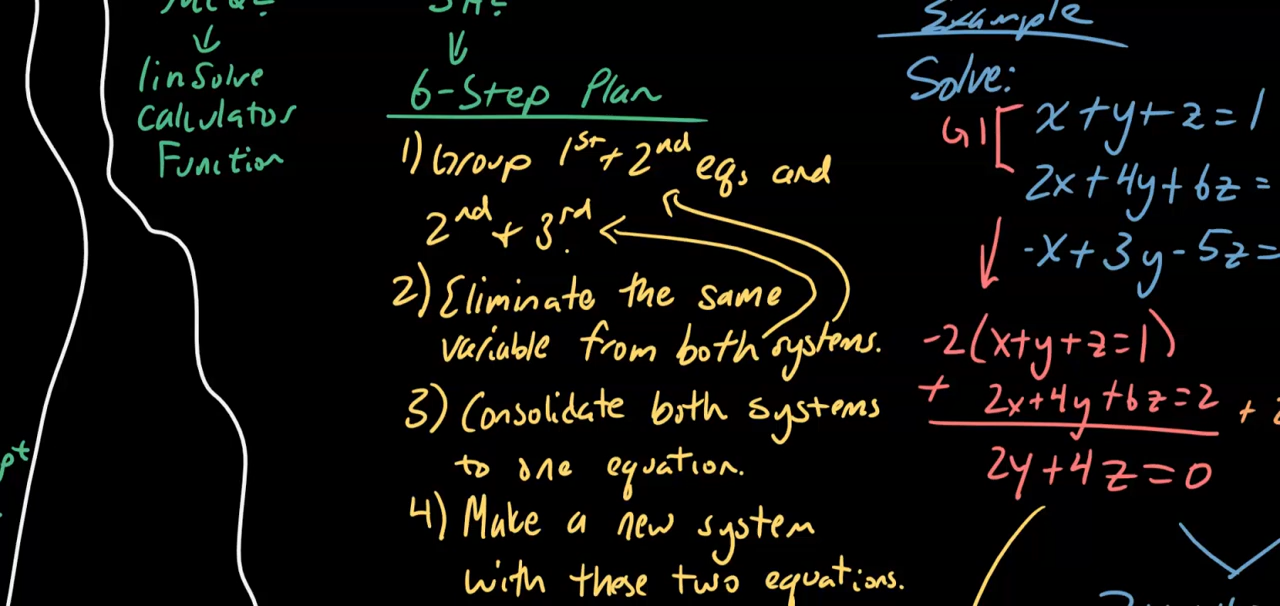 ↓
linSolve
Calculator
Function
↓
6-Step Plan
1) Group 1st + 2nd eqs and
2nd + 3rd.
2) Eliminate the same
variable from both systems.
3) Consolidate both systems
to one equation.
4) Make a new system
with these two equations.
Example
Solve:
G1[ x+y+z=1
2x+4y+6z=
-x+3y-5z=
↓
-2(x+y+z=1)
+ 2x+4y+6z=2 +
2y+4z=0